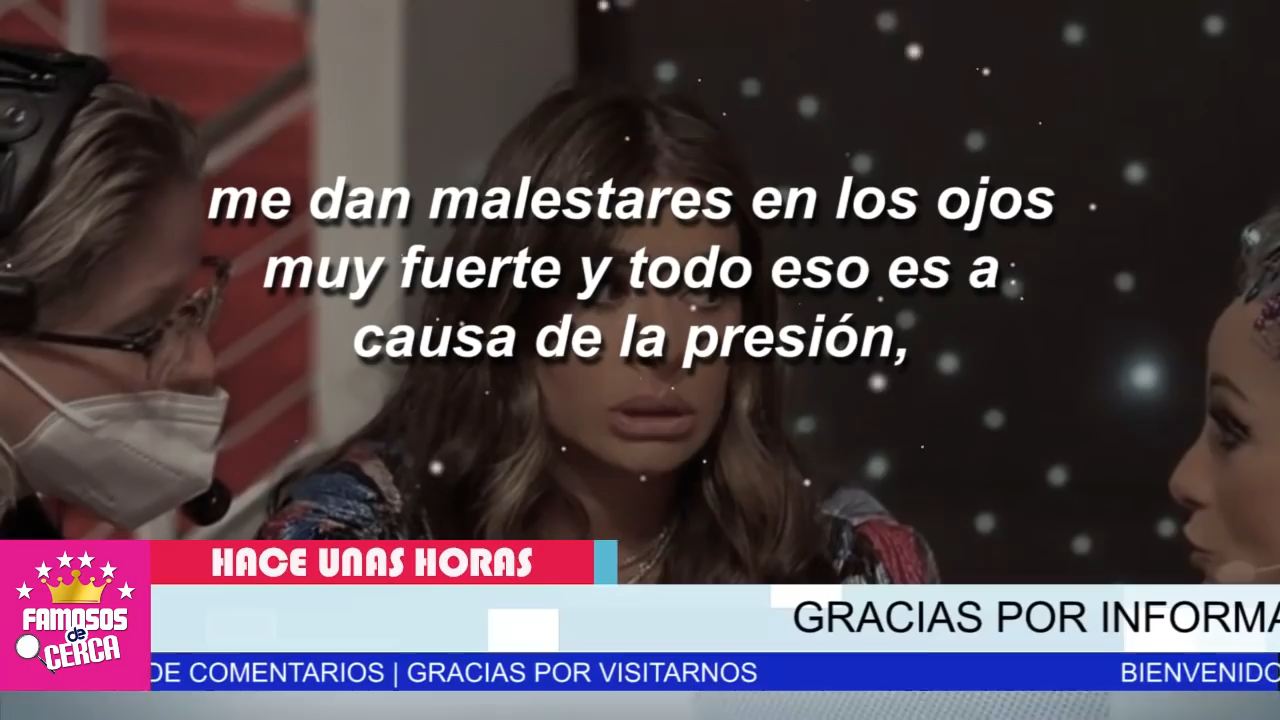 me dan malestares en los ojos
muy fuerte y todo eso es a
causa de la presión,
HACE UNAS HORAS
FAMOSOS
de
CERCA
GRACIAS POR INFORMA
DE COMENTARIOS | GRACIAS POR VISITARNOS
BIENVENIDO